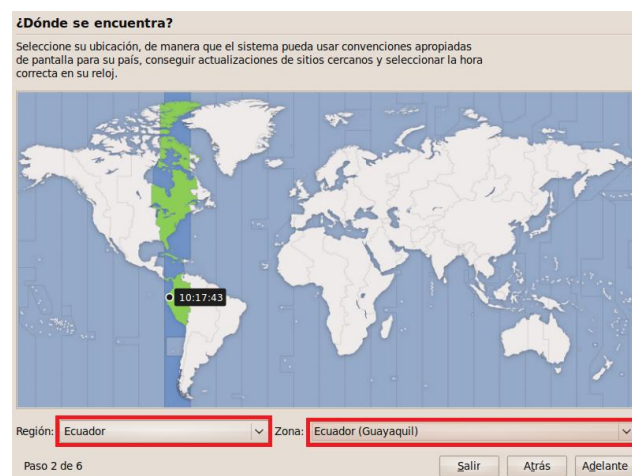 ¿Dónde se encuentra?
Seleccione su ubicación, de manera que el sistema pueda usar convenciones apropiadas
de pantalla para su país, conseguir actualizaciones de sitios cercanos y seleccionar la hora
correcta en su reloj.
10:17:43
Región: Ecuador Zona: Ecuador (Guayaquil)
Paso 2 de 6 Salir Atrás Adelante